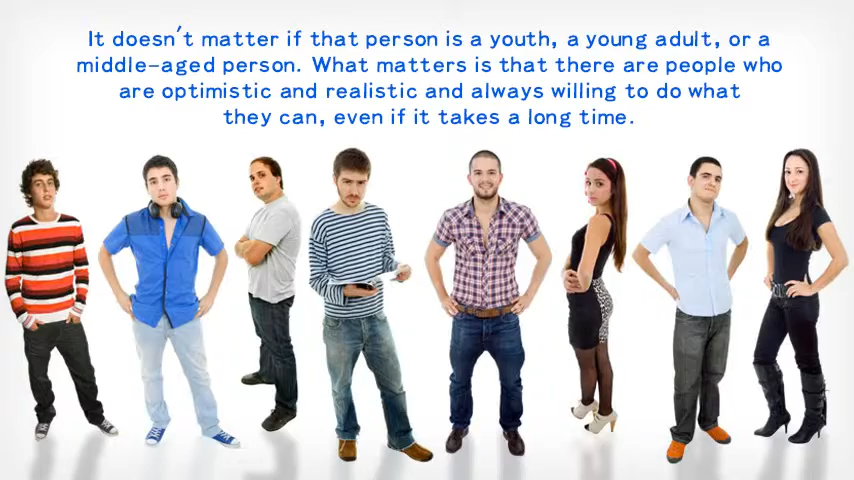 It doesn't matter if that person is a youth, a young adult, or a
middle-aged person. What matters is that there are people who
are optimistic and realistic and always willing to do what
they can, even if it takes a long time.